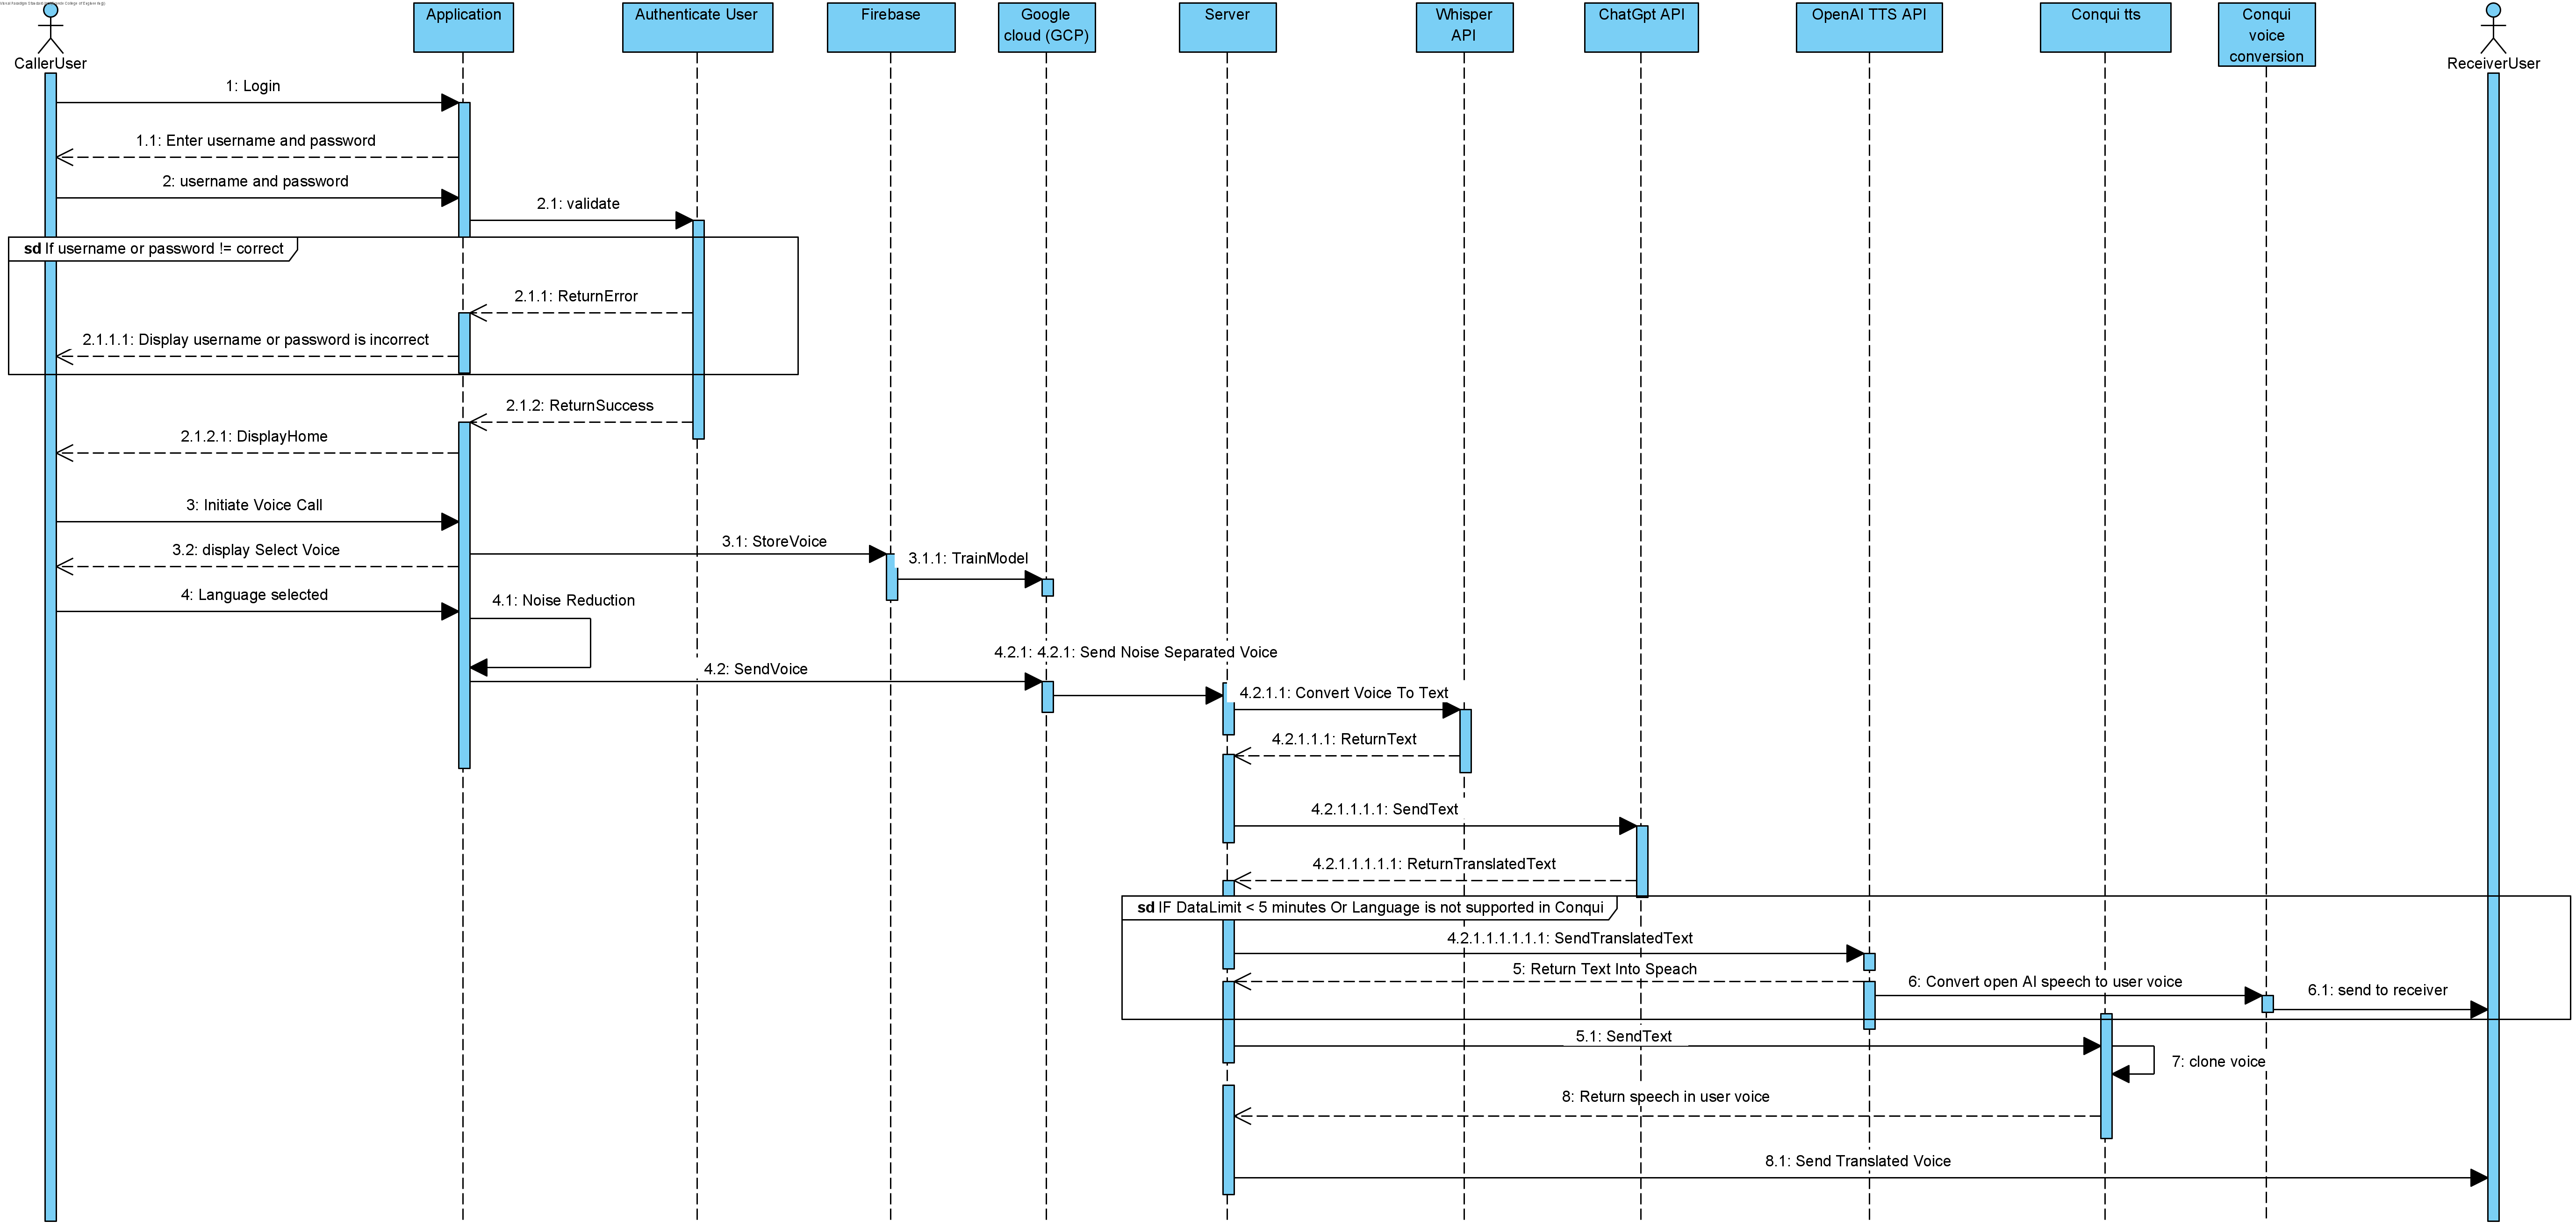 CallerUser
Application
Authenticate User
Firebase
Google
cloud (GCP)
Server
Whisper
API
ChatGpt API
OpenAI TTS API
Conqui tts
Conqui
voice
conversion
ReceiverUser
1: Login
1.1: Enter username and password
2: username and password
2.1: validate
sd If username or password != correct
2.1.1: ReturnError
2.1.1.1: Display username or password is incorrect
2.1.2: ReturnSuccess
2.1.2.1: DisplayHome
3: Initiate Voice Call
3.1: StoreVoice
3.2: display Select Voice
3.1.1: TrainModel
4: Language selected
4.1: Noise Reduction
4.2.1: 4.2.1: Send Noise Separated Voice
4.2: SendVoice
4.2.1.1: Convert Voice To Text
4.2.1.1.1: ReturnText
4.2.1.1.1.1: SendText
4.2.1.1.1.1.1: ReturnTranslatedText
sd IF DataLimit < 5 minutes Or Language is not supported in Conqui
4.2.1.1.1.1.1.1: SendTranslatedText
5: Return Text Into Speach
6: Convert open AI speech to user voice
6.1: send to receiver
5.1: SendText
7: clone voice
8: Return speech in user voice
8.1: Send Translated Voice